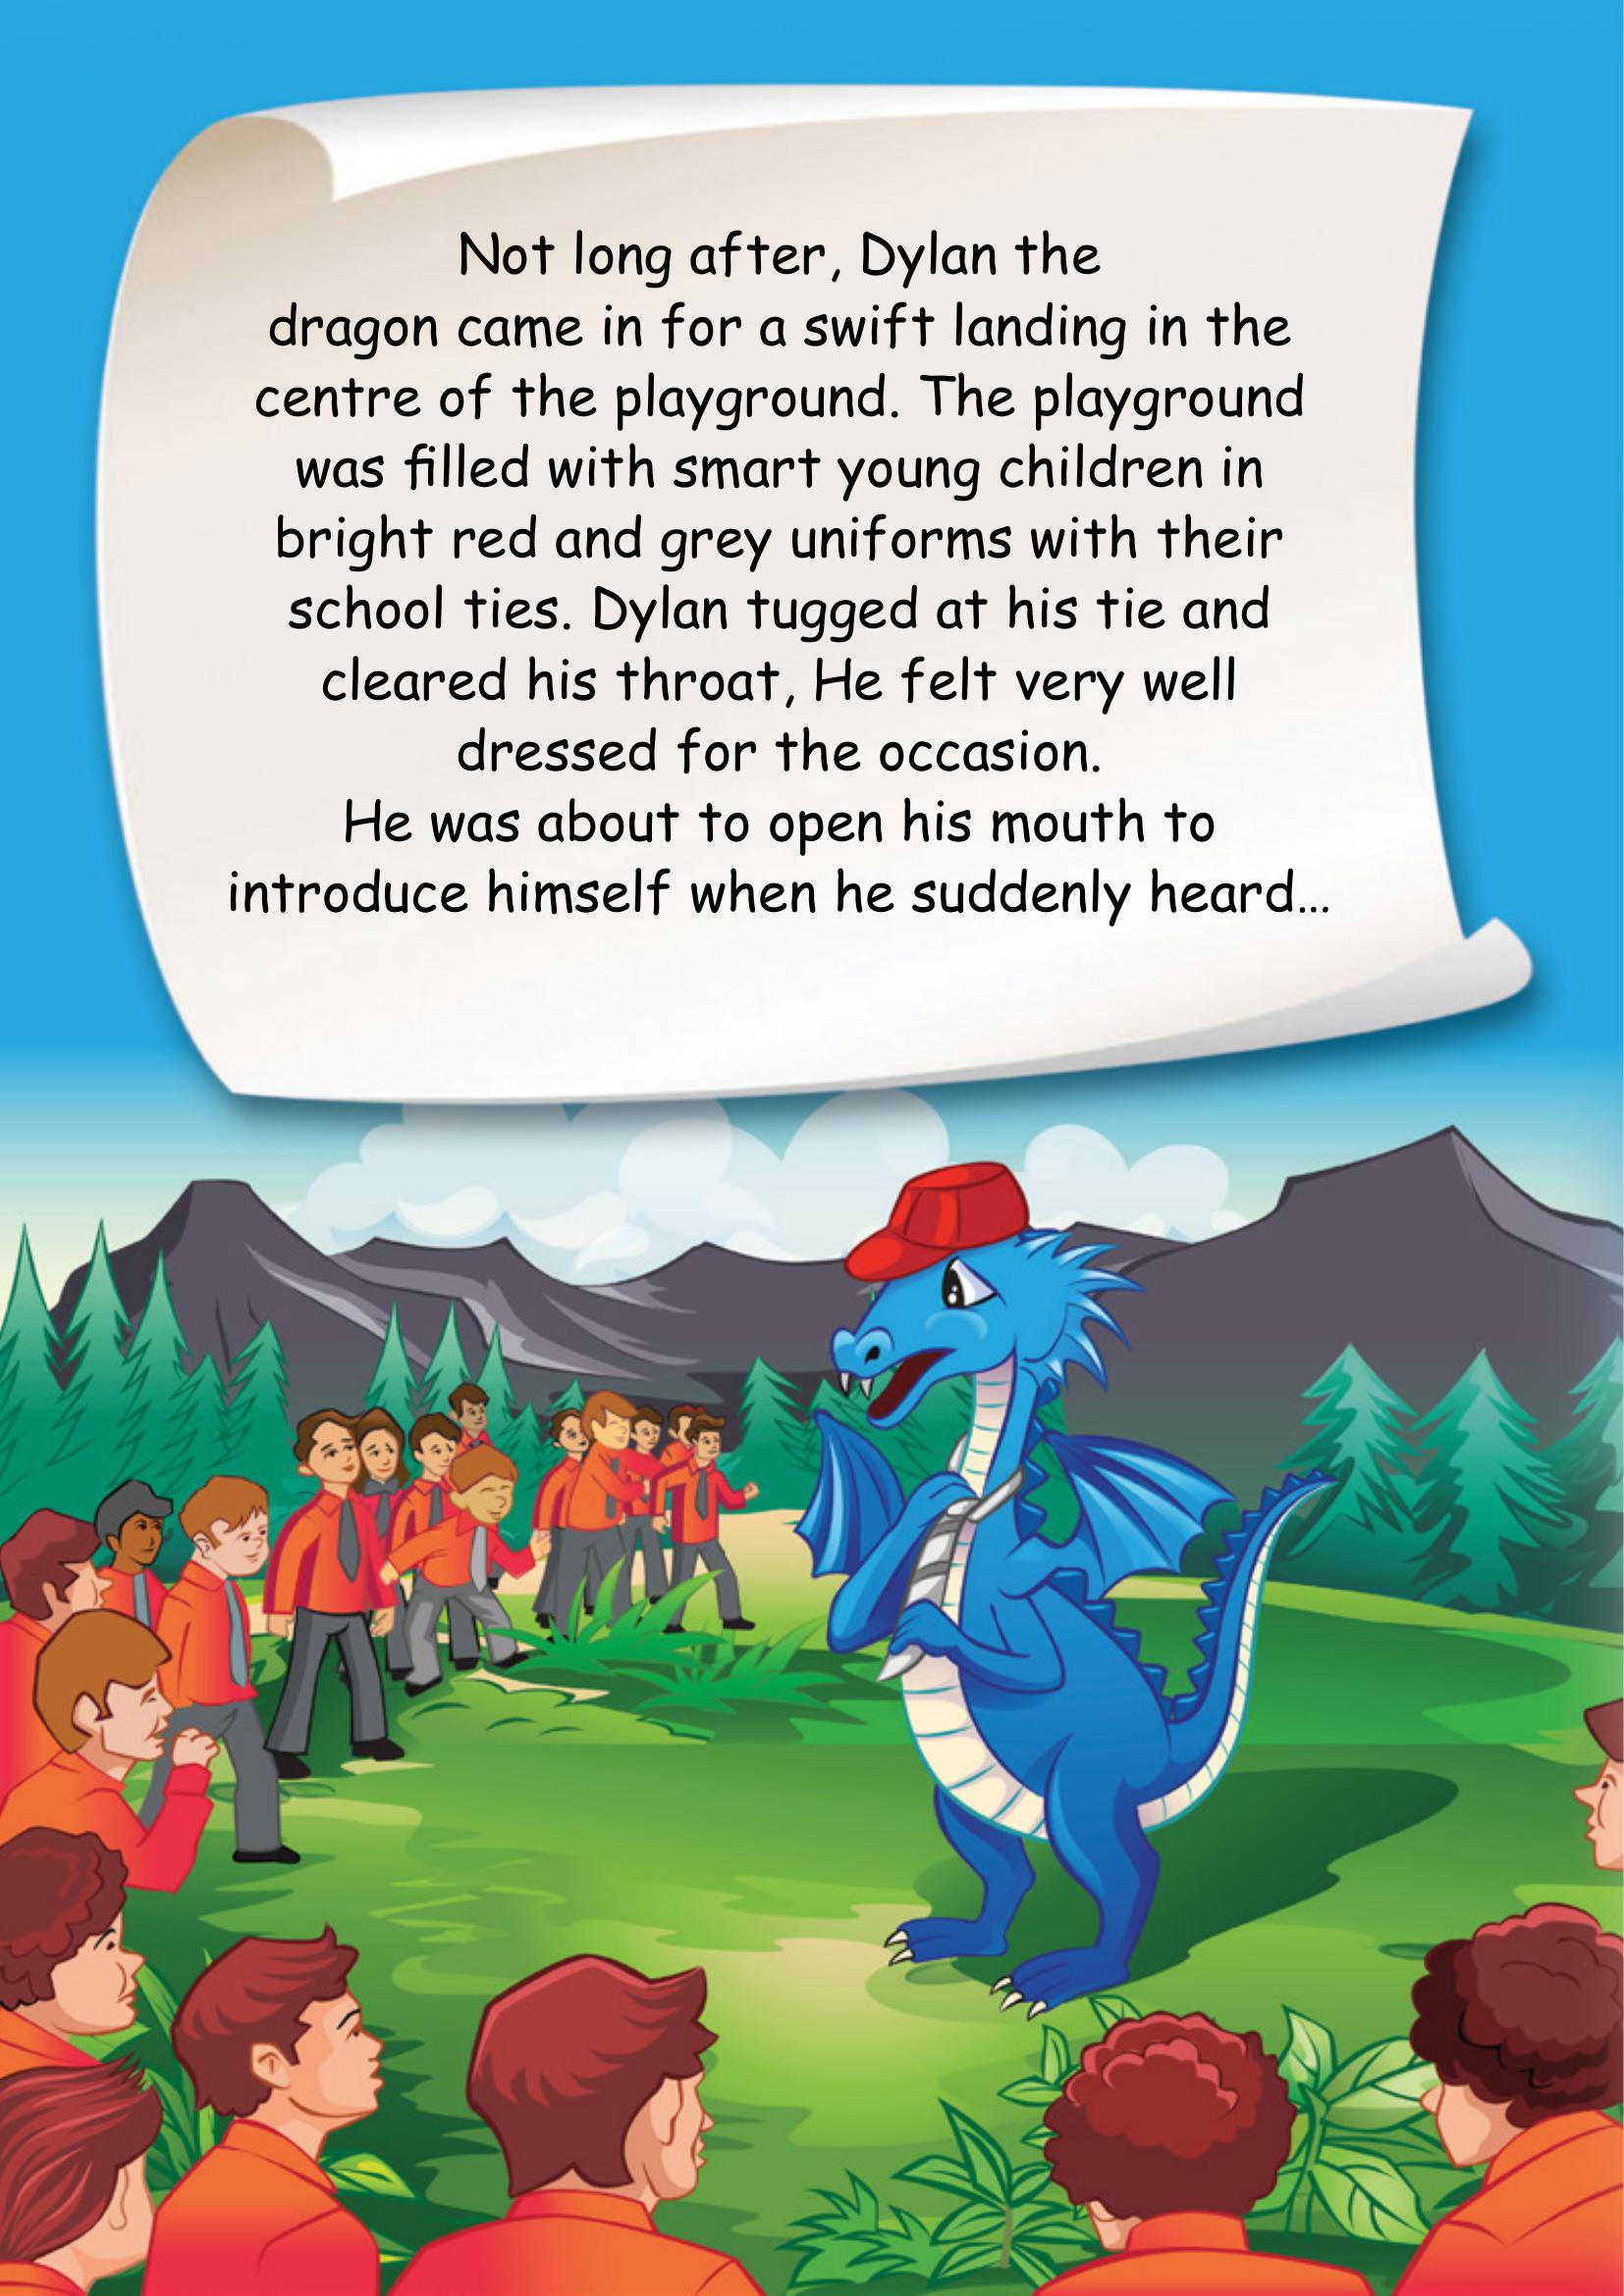 Not long after, Dylan the
dragon came in for a swift landing in the
centre of the playground. The playground
was filled with smart young children in
bright red and grey uniforms with their
school ties. Dylan tugged at his tie and
cleared his throat, He felt very well
dressed for the occasion.
He was about to open his mouth to
introduce himself when he suddenly heard...